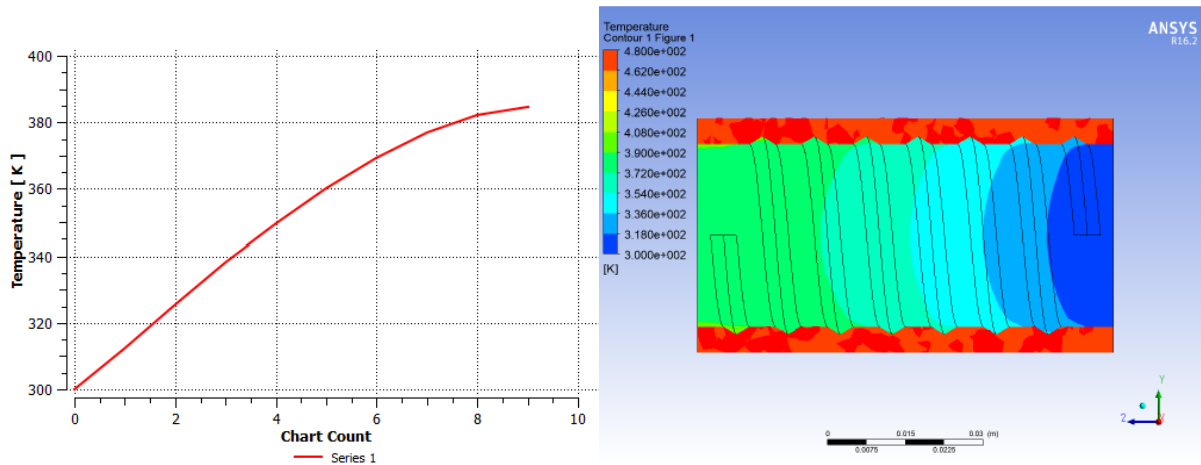 400
380
360
340
320
300
Temperature [ K ]
0
2
4
6
8
10
Chart Count
Series 1
Temperature
Contour 1 Figure 1
4.800e+002
4.620e+002
4.440e+002
4.260e+002
4.080e+002
3.900e+002
3.720e+002
3.540e+002
3.360e+002
3.180e+002
3.000e+002
[K]
ANSYS
R16.2
0
0.015
0.03 (m)
0.0075
0.0225
Y
Z
X